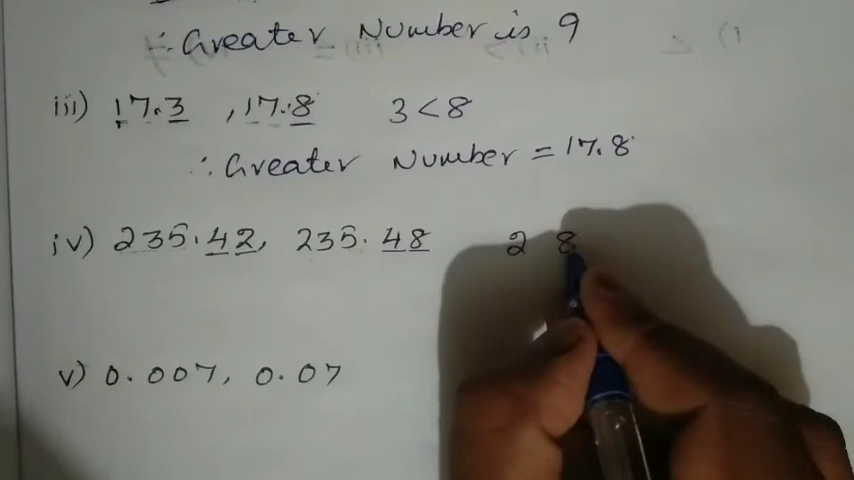 ∴ Greater Number is 9
iii) 17.3 , 17.8 3 < 8
∴ Greater Number = 17.8
iv) 235.42, 235.48 2 8
v) 0.007, 0.07